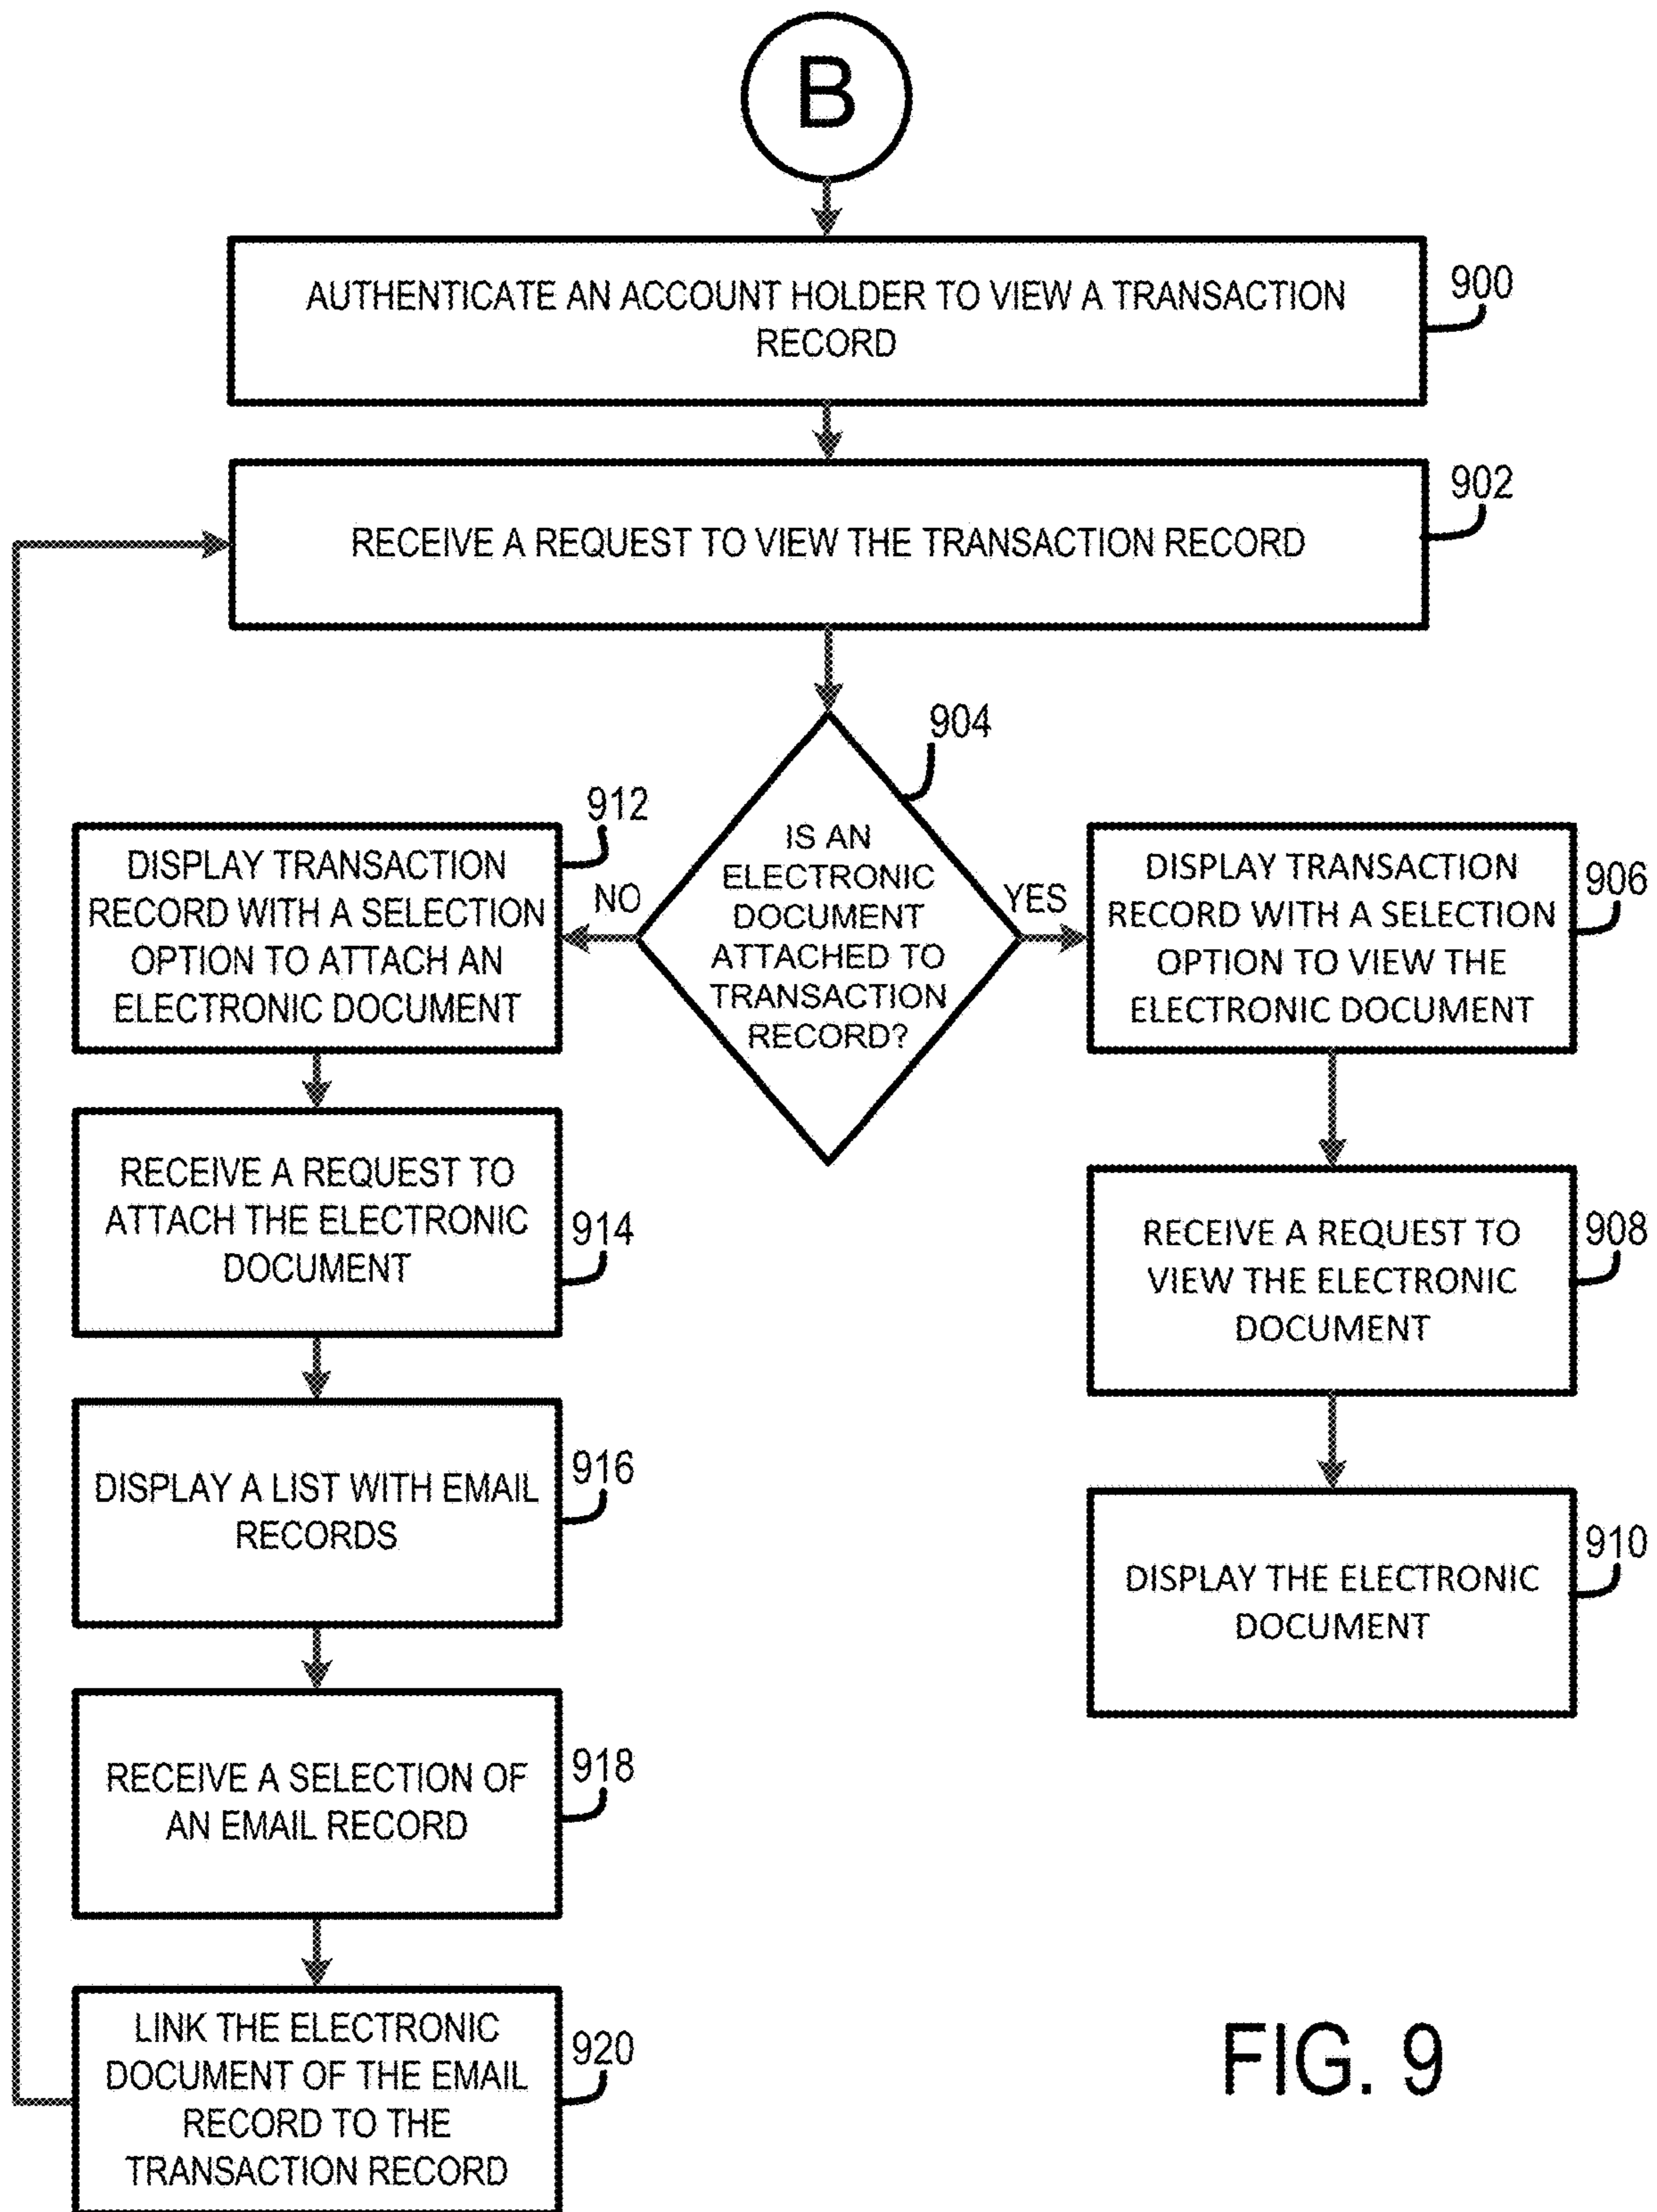 B
AUTHENTICATE AN ACCOUNT HOLDER TO VIEW A TRANSACTION
RECORD
900
RECEIVE A REQUEST TO VIEW THE TRANSACTION RECORD
902
904
IS AN
ELECTRONIC
DOCUMENT
ATTACHED TO
TRANSACTION
RECORD?
NO
YES
912
DISPLAY TRANSACTION
RECORD WITH A SELECTION
OPTION TO ATTACH AN
ELECTRONIC DOCUMENT
RECEIVE A REQUEST TO
ATTACH THE ELECTRONIC
DOCUMENT
914
DISPLAY A LIST WITH EMAIL
RECORDS
916
RECEIVE A SELECTION OF
AN EMAIL RECORD
918
LINK THE ELECTRONIC
DOCUMENT OF THE EMAIL
RECORD TO THE
TRANSACTION RECORD
920
DISPLAY TRANSACTION
RECORD WITH A SELECTION
OPTION TO VIEW THE
ELECTRONIC DOCUMENT
906
RECEIVE A REQUEST TO
VIEW THE ELECTRONIC
DOCUMENT
908
DISPLAY THE ELECTRONIC
DOCUMENT
910
FIG. 9